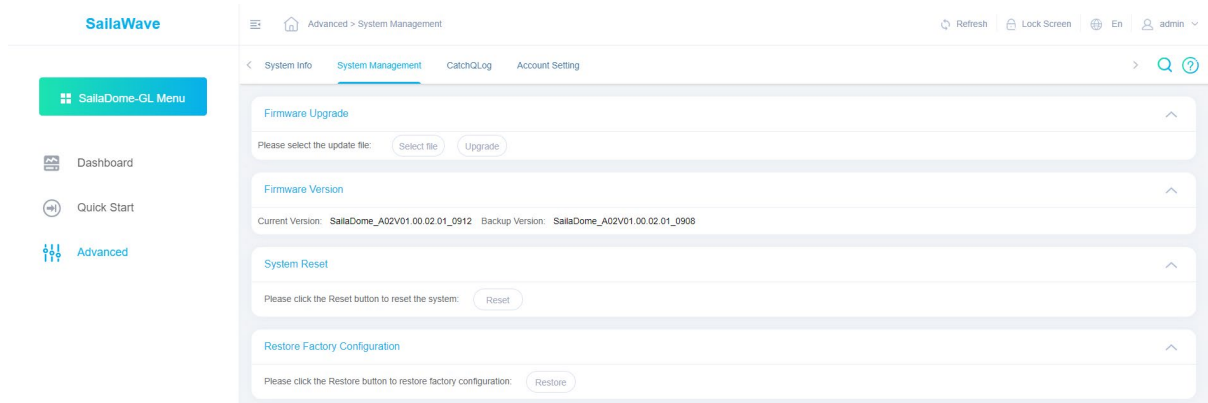 SailaWave
Advanced > System Management
Refresh
Lock Screen
En
admin
System Info
System Management
CatchQLog
Account Setting
SailaDome-GL Menu
Dashboard
Quick Start
Advanced
Firmware Upgrade
Please select the update file: Select file Upgrade
Firmware Version
Current Version: SailaDome_A02V01.00.02.01_0912 Backup Version: SailaDome_A02V01.00.02.01_0908
System Reset
Please click the Reset button to reset the system: Reset
Restore Factory Configuration
Please click the Restore button to restore factory configuration: Restore